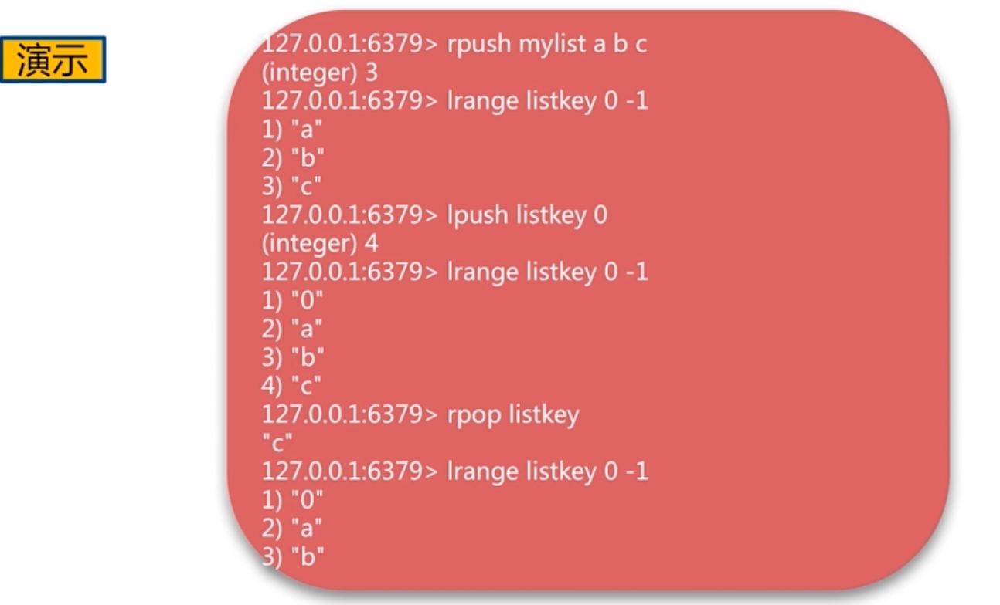 演示
127.0.0.1:6379> rpush mylist a b c
(integer) 3
127.0.0.1:6379> lrange listkey 0 -1
1) "a"
2) "b"
3) "c"
127.0.0.1:6379> lpush listkey 0
(integer) 4
127.0.0.1:6379> lrange listkey 0 -1
1) "0"
2) "a"
3) "b"
4) "c"
127.0.0.1:6379> rpop listkey
"c"
127.0.0.1:6379> lrange listkey 0 -1
1) "0"
2) "a"
3) "b"